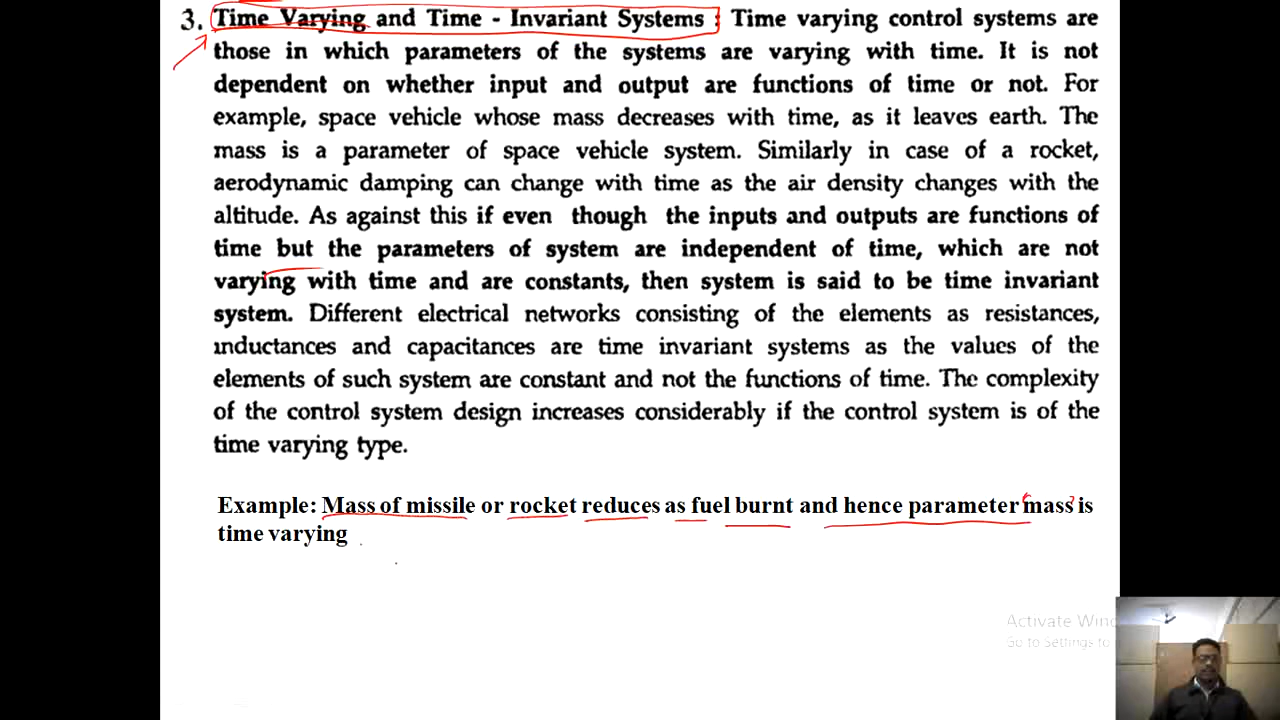 3. Time Varying and Time - Invariant Systems : Time varying control systems are
those in which parameters of the systems are varying with time. It is not
dependent on whether input and output are functions of time or not. For
example, space vehicle whose mass decreases with time, as it leaves earth. The
mass is a parameter of space vehicle system. Similarly in case of a rocket,
aerodynamic damping can change with time as the air density changes with the
altitude. As against this if even though the inputs and outputs are functions of
time but the parameters of system are independent of time, which are not
varying with time and are constants, then system is said to be time invariant
system. Different electrical networks consisting of the elements as resistances,
inductances and capacitances are time invariant systems as the values of the
elements of such system are constant and not the functions of time. The complexity
of the control system design increases considerably if the control system is of the
time varying type.
Example: Mass of missile or rocket reduces as fuel burnt and hence parameter 'mass' is
time varying
Activate Win
Go to Settings to